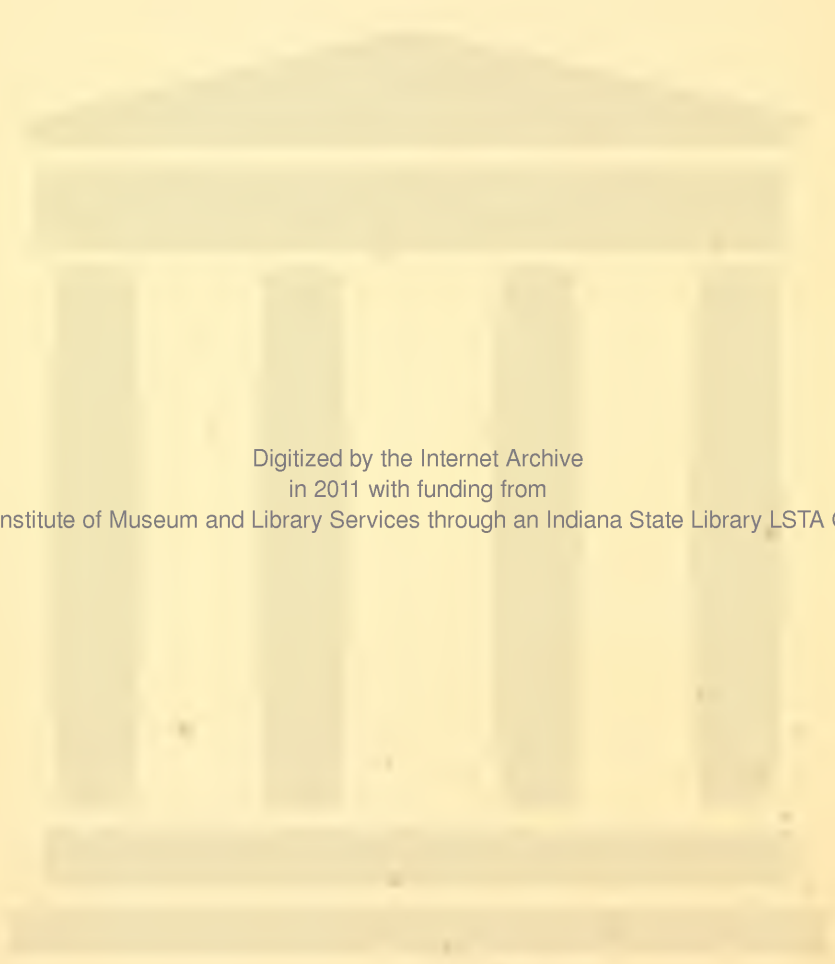 Digitized by the Internet Archive
in 2011 with funding from
nstitute of Museum and Library Services through an Indiana State Library LSTA